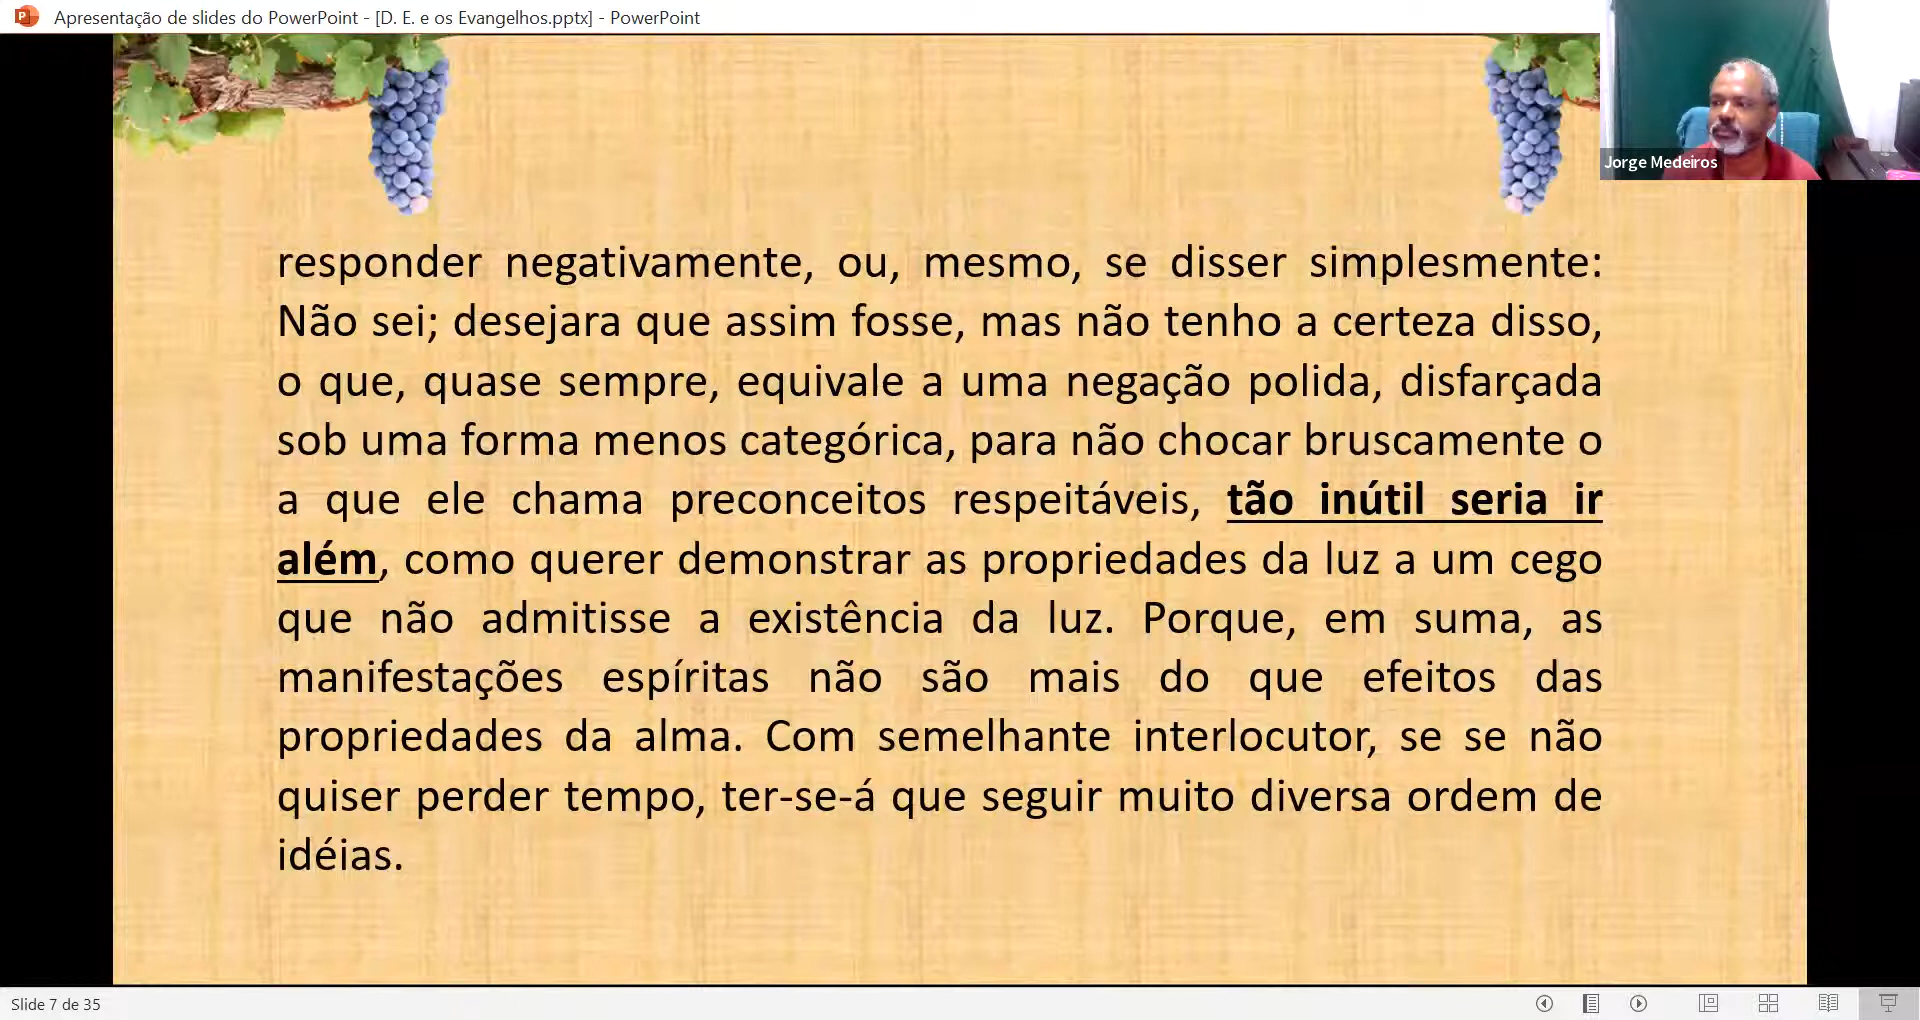 Apresentação de slides do PowerPoint - [D. E. e os Evangelhos.pptx] - PowerPoint
Jorge Medeiros
responder negativamente, ou, mesmo, se disser simplesmente:
Não sei; desejara que assim fosse, mas não tenho a certeza disso,
o que, quase sempre, equivale a uma negação polida, disfarçada
sob uma forma menos categórica, para não chocar bruscamente o
a que ele chama preconceitos respeitáveis, tão inútil seria ir
além, como querer demonstrar as propriedades da luz a um cego
que não admitisse a existência da luz. Porque, em suma, as
manifestações espíritas não são mais do que efeitos das
propriedades da alma. Com semelhante interlocutor, se se não
quiser perder tempo, ter-se-á que seguir muito diversa ordem de
idéias.
Slide 7 de 35